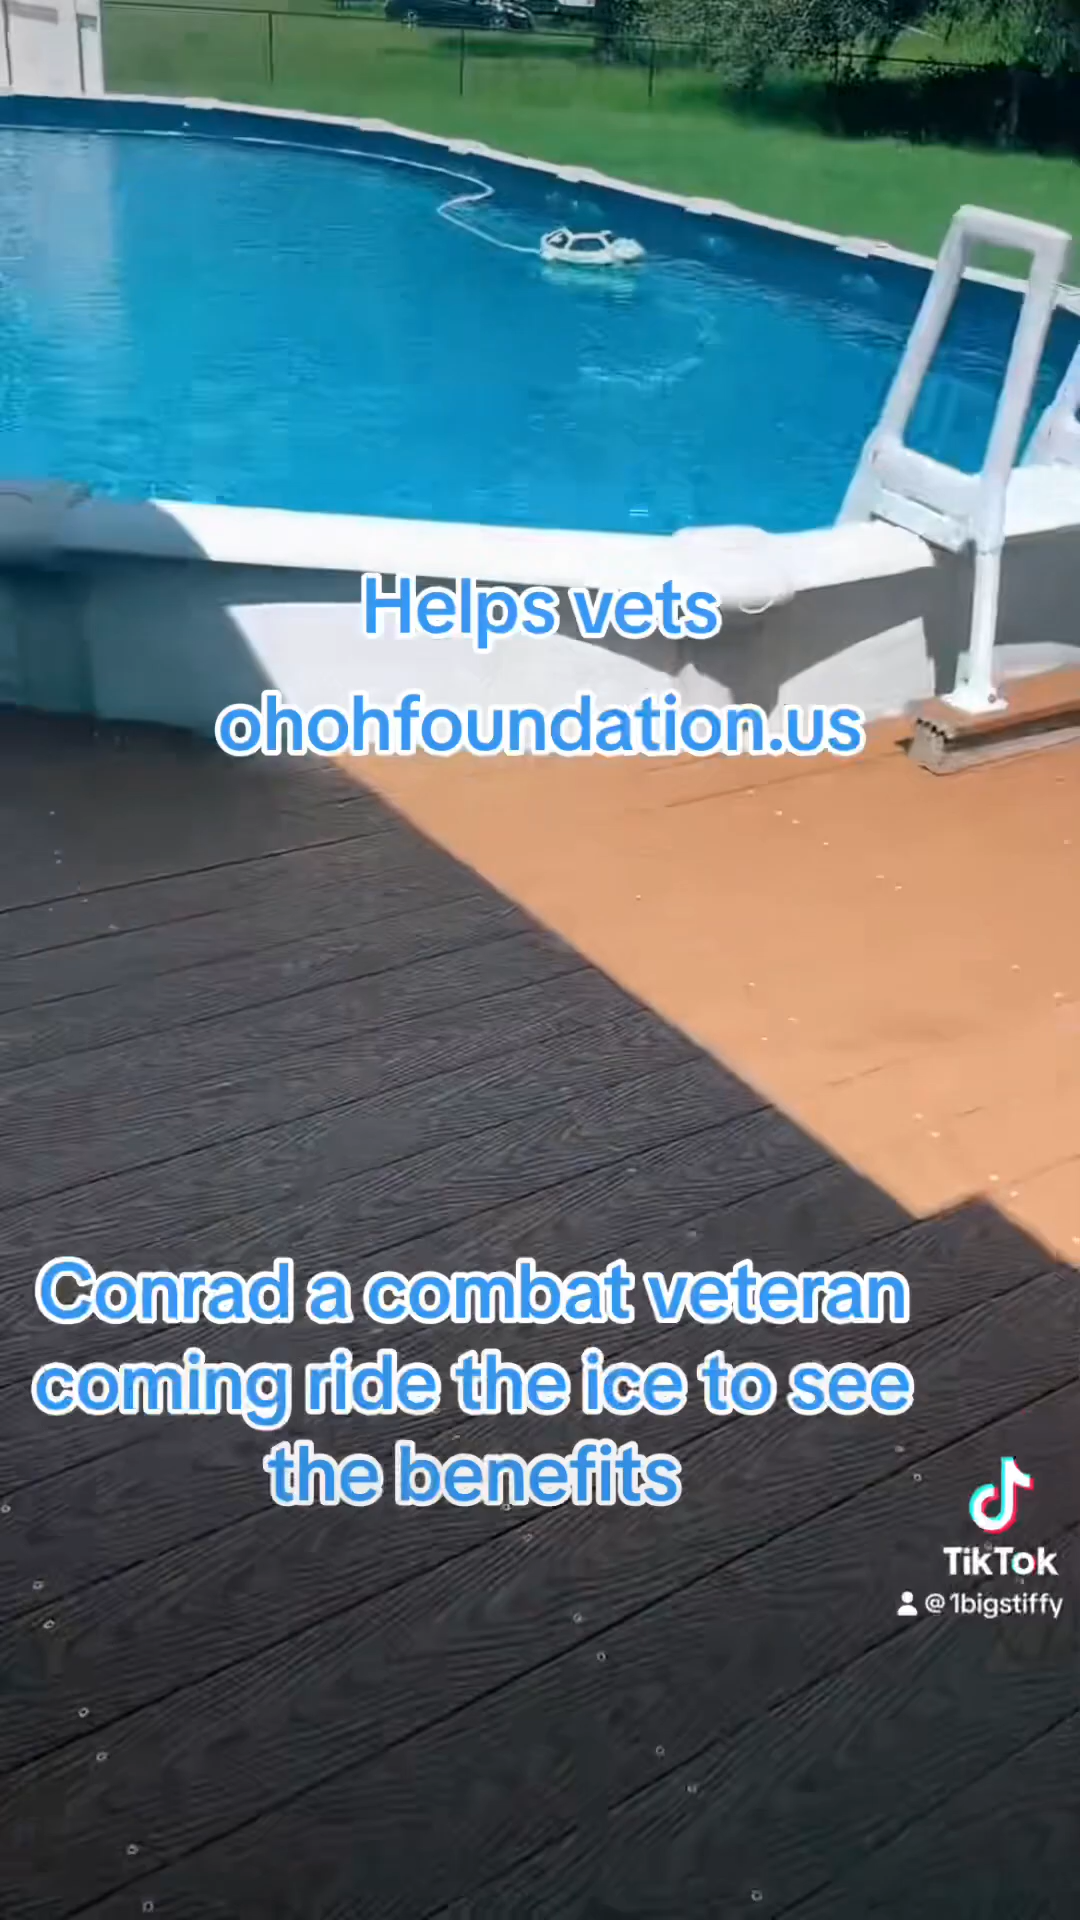 Helps vets
ohohfoundation.us
Conrad a combat veteran
coming ride the ice to see
the benefits
TikTok
@1bigstiffy